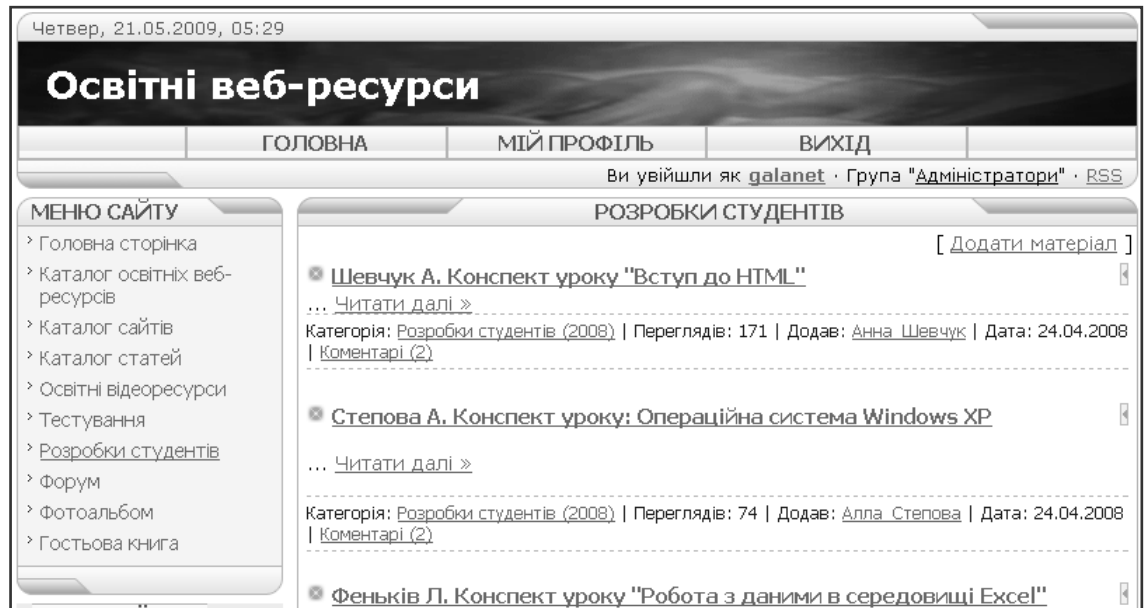 Четвер, 21.05.2009, 05:29
Освітні веб-ресурси
ГОЛОВНА
МІЙ ПРОФІЛЬ
ВИХІД
Ви увійшли як galanet · Група "Адміністратори" · RSS
МЕНЮ САЙТУ
Головна сторінка
Каталог освітніх веб-
ресурсів
Каталог сайтів
Каталог статей
Освітні відеоресурси
Тестування
Розробки студентів
Форум
Фотоальбом
Гостьова книга
РОЗРОБКИ СТУДЕНТІВ
[ Додати матеріал ]
Шевчук А. Конспект уроку "Вступ до HTML"
... Читати далі »
Категорія: Розробки студентів (2008) | Переглядів: 171 | Додав: Анна Шевчук | Дата: 24.04.2008
| Коментарі (2)
Степова А. Конспект уроку: Операційна система Windows XP
... Читати далі »
Категорія: Розробки студентів (2008) | Переглядів: 74 | Додав: Алла Степова | Дата: 24.04.2008
| Коментарі (2)
Феньків Л. Конспект уроку "Робота з даними в середовищі Excel"